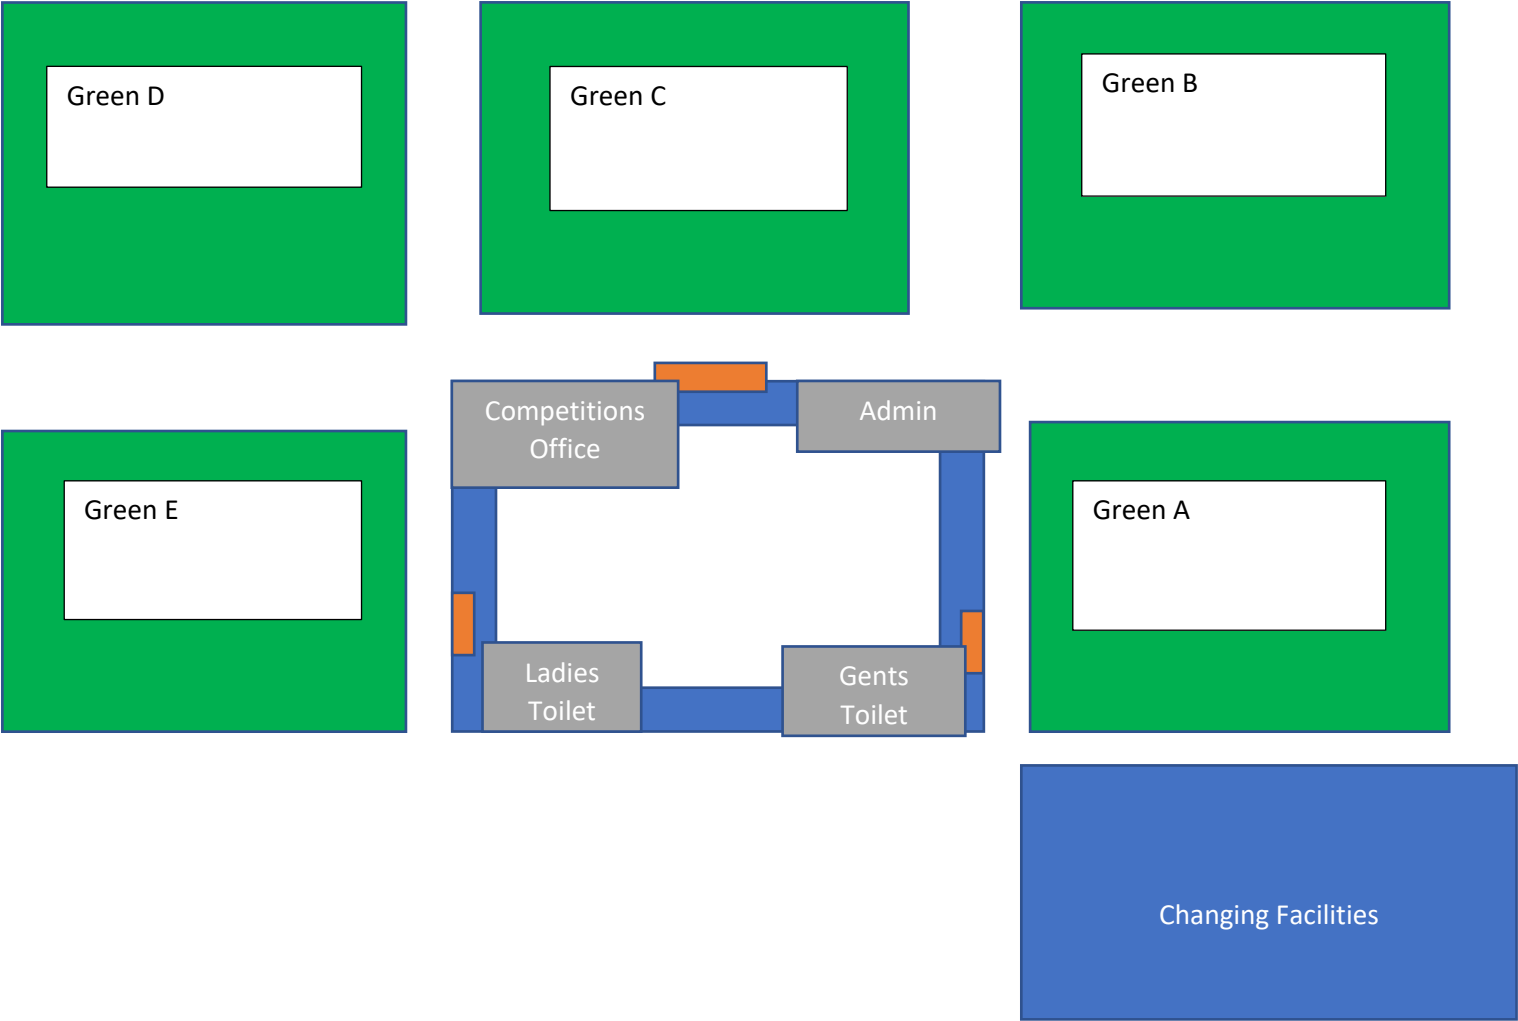 Green D
Green C
Green B
Competitions
Office
Admin
Green E
Green A
Ladies
Toilet
Gents
Toilet
Changing Facilities